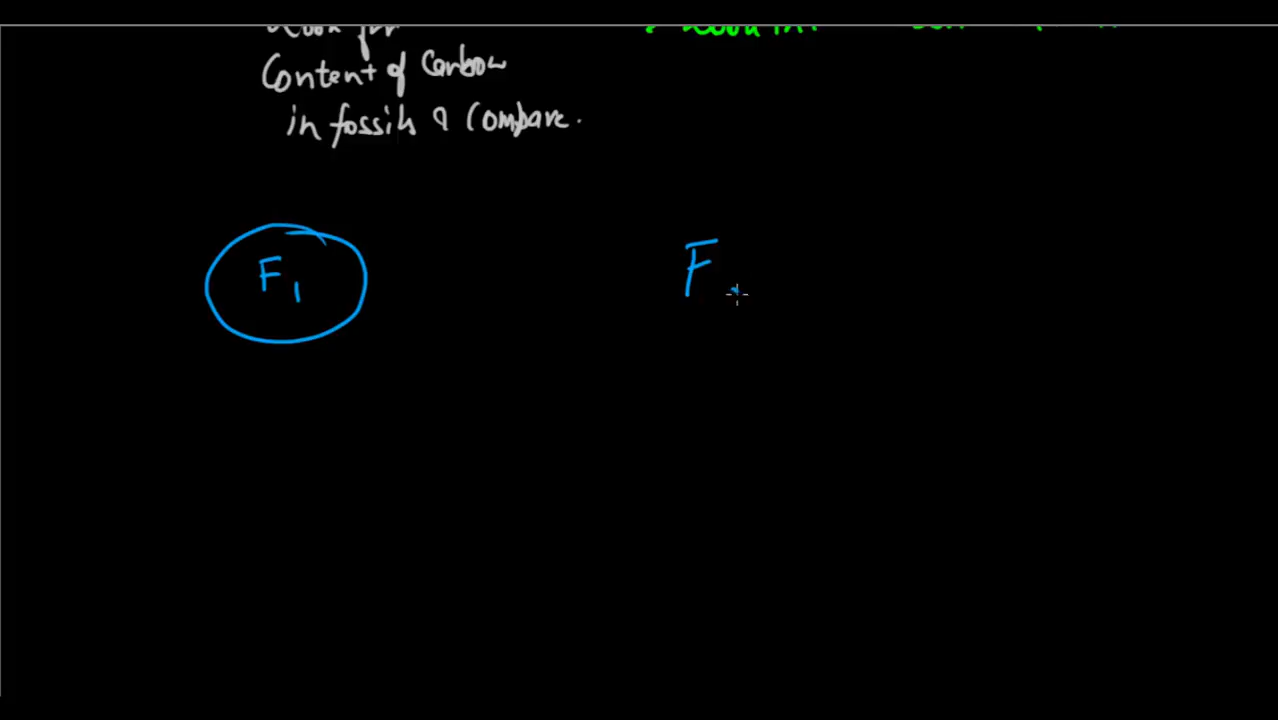 Content of Carbon
in fossils & Compare.
F1
F